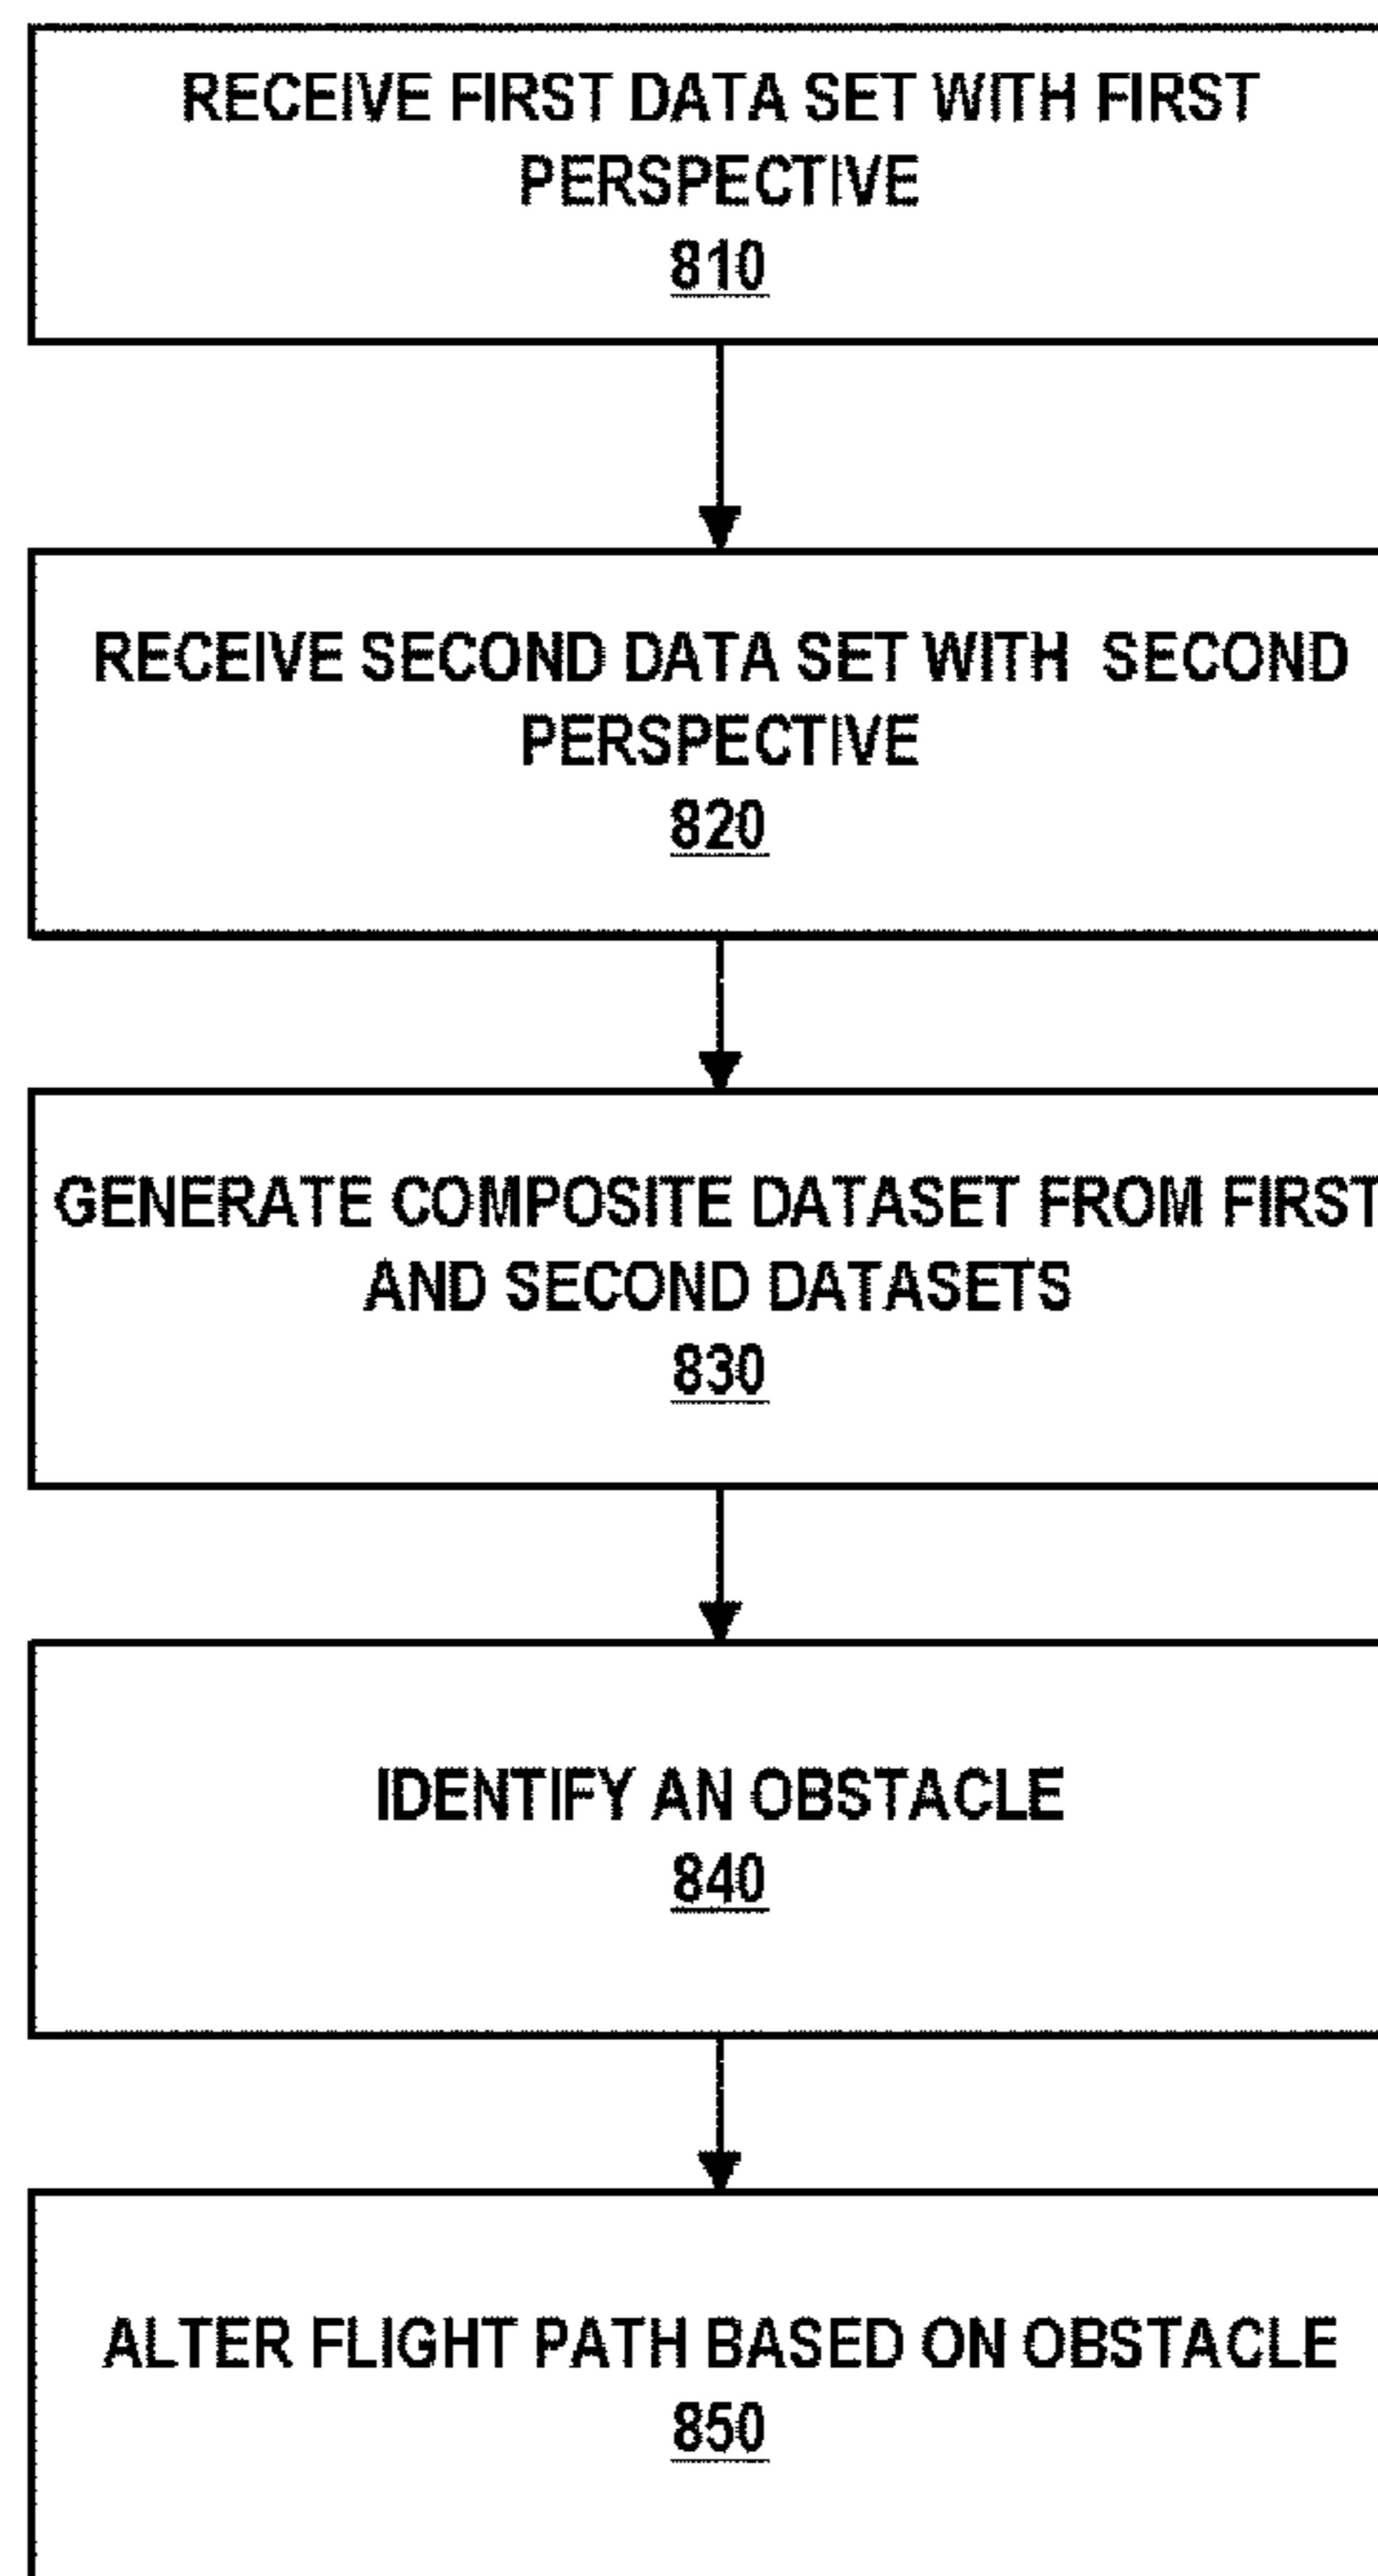 RECEIVE FIRST DATA SET WITH FIRST
PERSPECTIVE
810
RECEIVE SECOND DATA SET WITH SECOND
PERSPECTIVE
820
GENERATE COMPOSITE DATASET FROM FIRST
AND SECOND DATASETS
830
IDENTIFY AN OBSTACLE
840
ALTER FLIGHT PATH BASED ON OBSTACLE
850